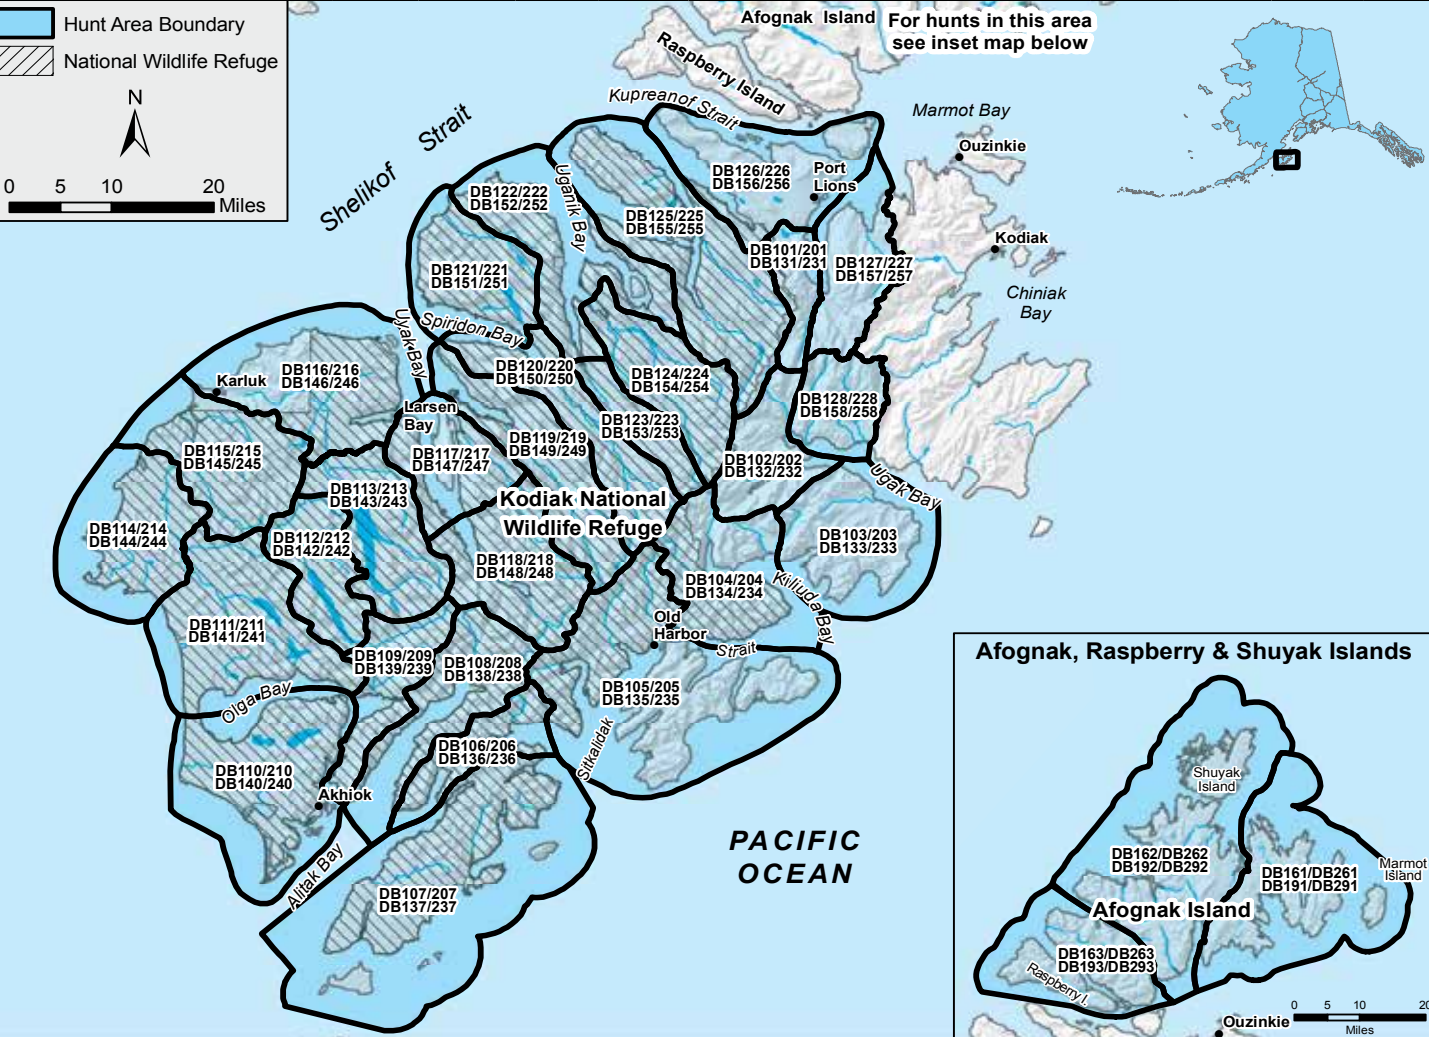 Hunt Area Boundary
National Wildlife Refuge
N
0 5 10 20
Miles
Afognak Island
For hunts in this area
see inset map below
Raspberry Island
Kupreanof Strait
Marmot Bay
Ouzinkie
Shelikof Strait
DB126/226
DB156/256
Port
Lions
DB122/222
DB152/252
Uganik Bay
DB125/225
DB155/255
DB101/201
DB131/231
DB127/227
DB157/257
Kodiak
Chiniak
Bay
DB121/221
DB151/251
Spiridon Bay
Uyak Bay
DB116/216
DB146/246
Karluk
DB120/220
DB150/250
DB124/224
DB154/254
Larsen
Bay
DB128/228
DB158/258
DB123/223
DB153/253
DB119/219
DB149/249
DB117/217
DB147/247
DB115/215
DB145/245
DB102/202
DB132/232
Ugak Bay
DB113/213
DB143/243
Kodiak National
Wildlife Refuge
DB114/214
DB144/244
DB112/212
DB142/242
DB103/203
DB133/233
DB118/218
DB148/248
DB104/204
DB134/234
Kiliuda Bay
Old
Harbor
Strait
DB111/211
DB141/241
DB109/209
DB139/239
DB108/208
DB138/238
DB105/205
DB135/235
Olga Bay
Sitkalidak
DB106/206
DB136/236
DB110/210
DB140/240
Akhiok
Alitak Bay
DB107/207
DB137/237
PACIFIC
OCEAN
Afognak, Raspberry & Shuyak Islands
Shuyak
Island
DB162/DB262
DB192/DB292
DB161/DB261
DB191/DB291
Marmot
Island
Afognak Island
DB163/DB263
DB193/DB293
Raspberry I.
Ouzinkie
0 5 10 20
Miles